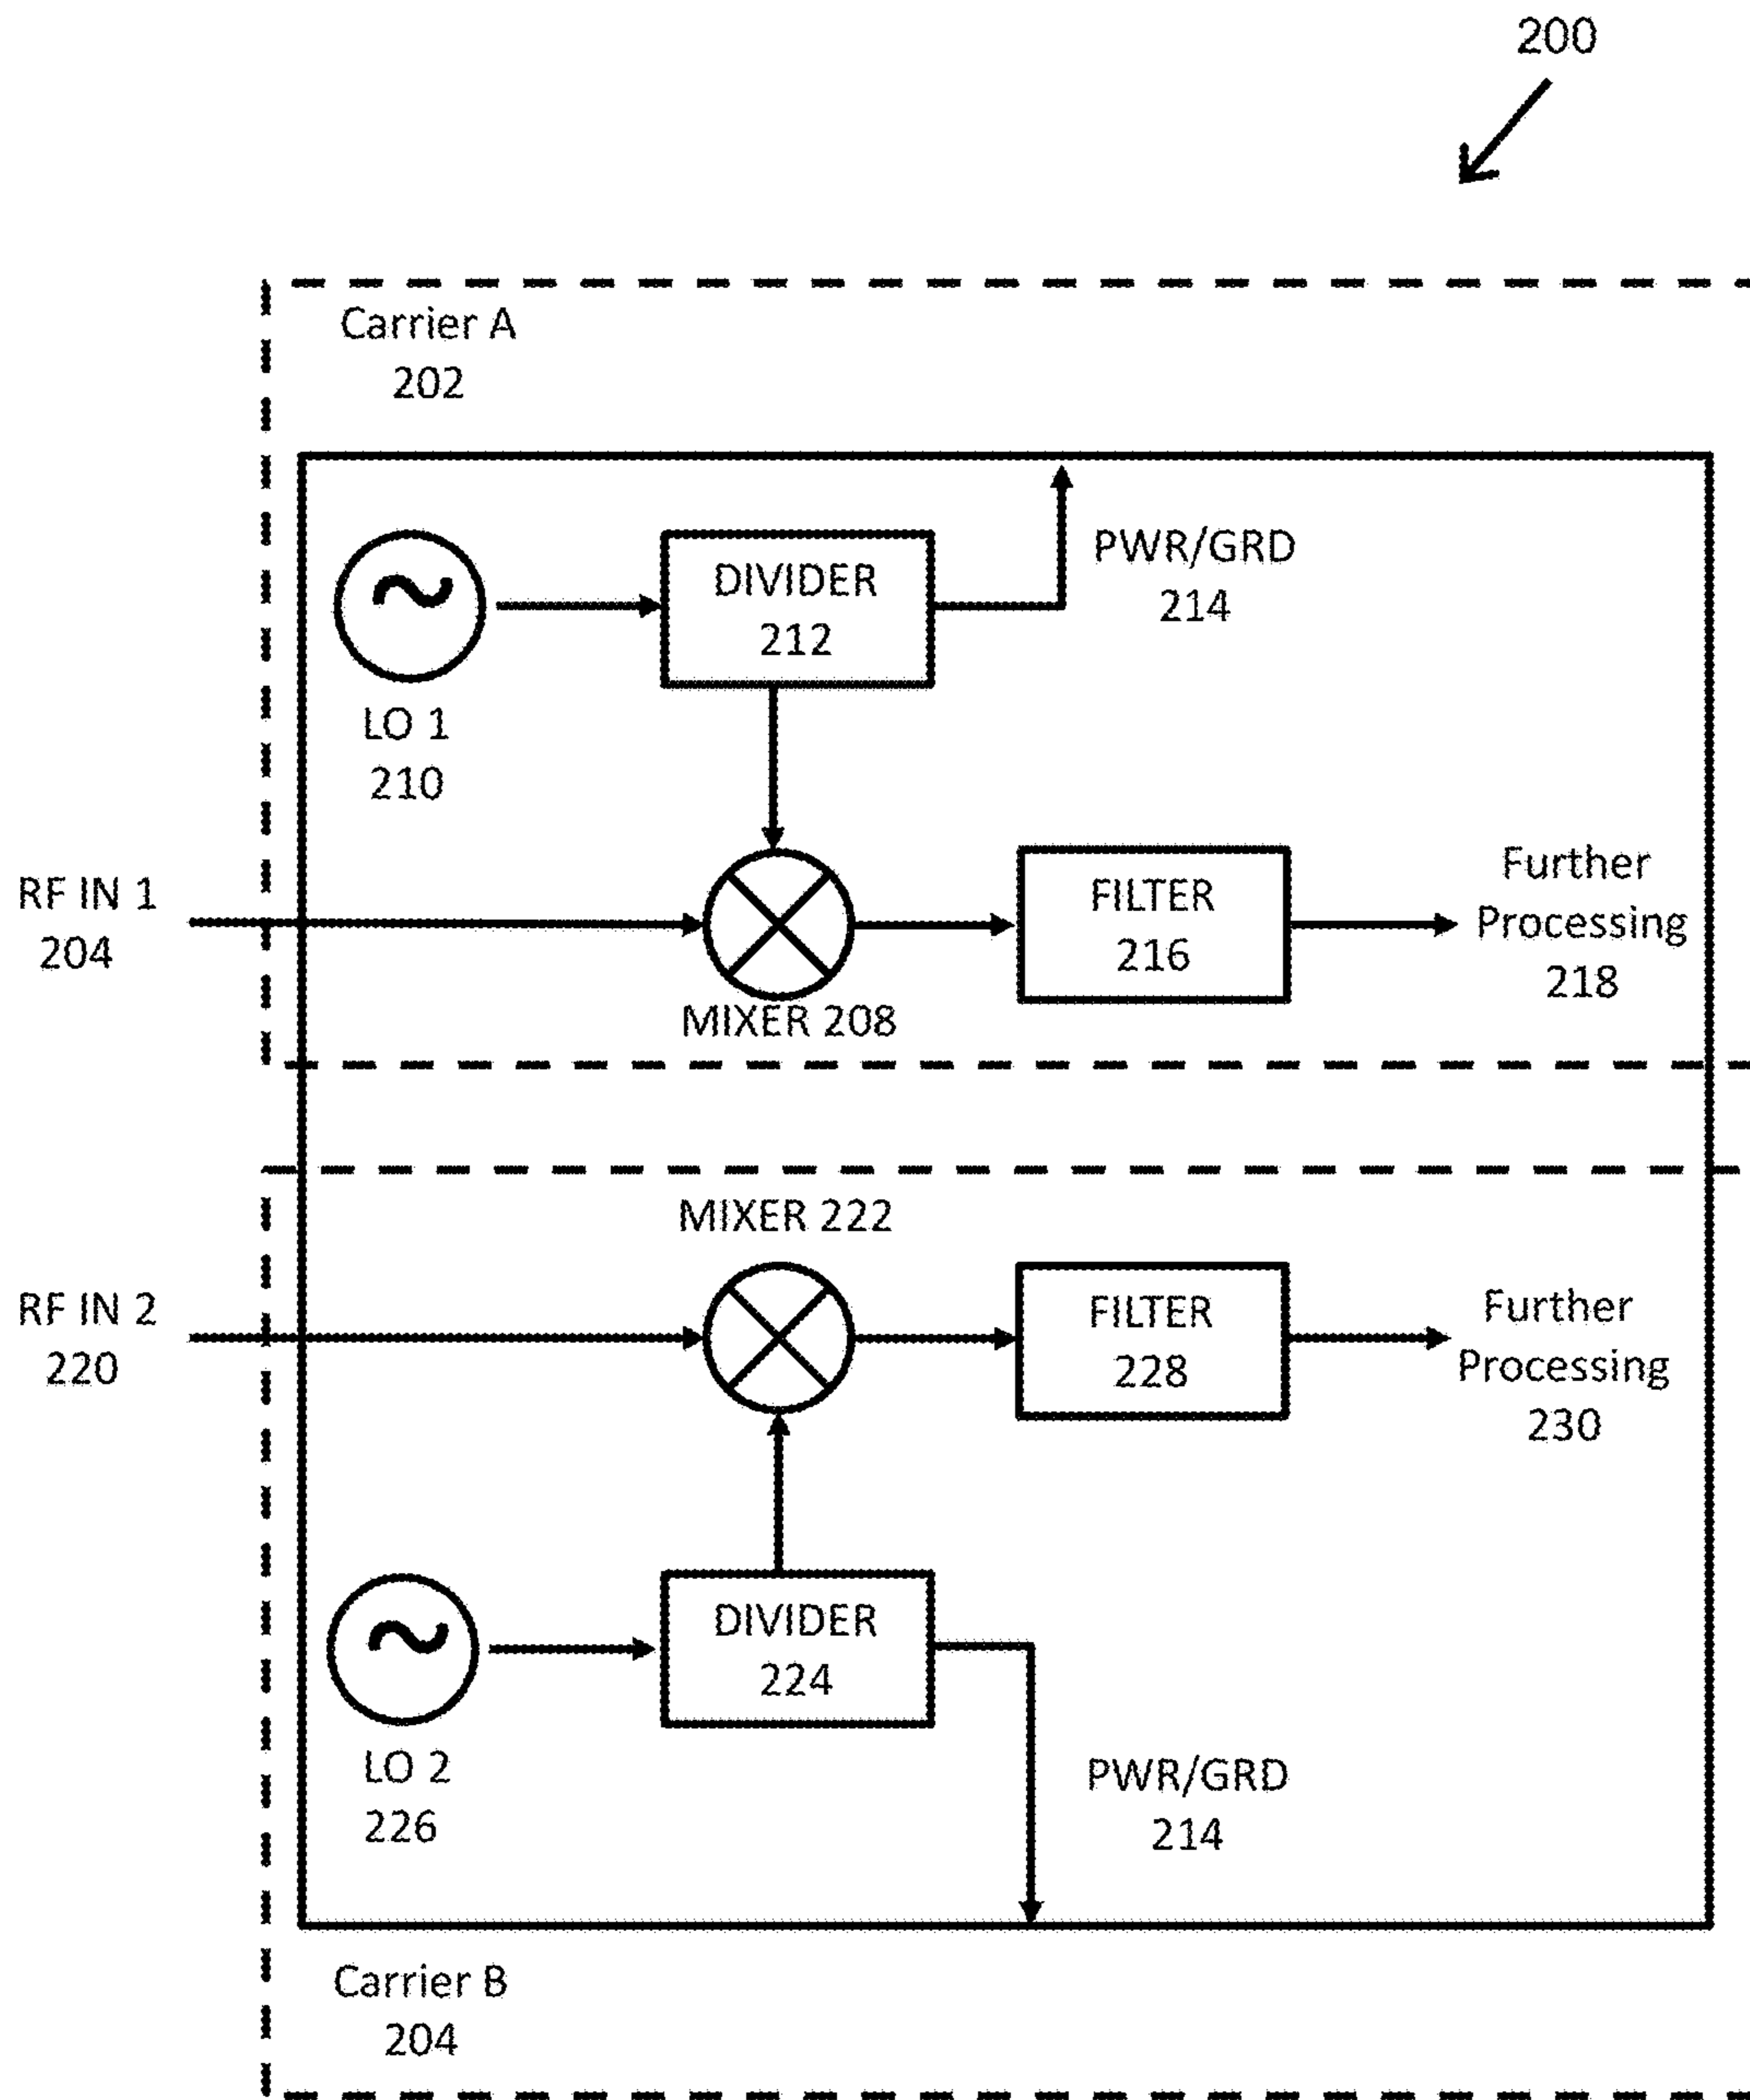 200
Carrier A
202
DIVIDER
212
PWR/GRD
214
LO 1
210
RF IN 1
204
MIXER 208
FILTER
216
Further
Processing
218
MIXER 222
RF IN 2
220
FILTER
228
Further
Processing
230
DIVIDER
224
LO 2
226
PWR/GRD
214
Carrier B
204